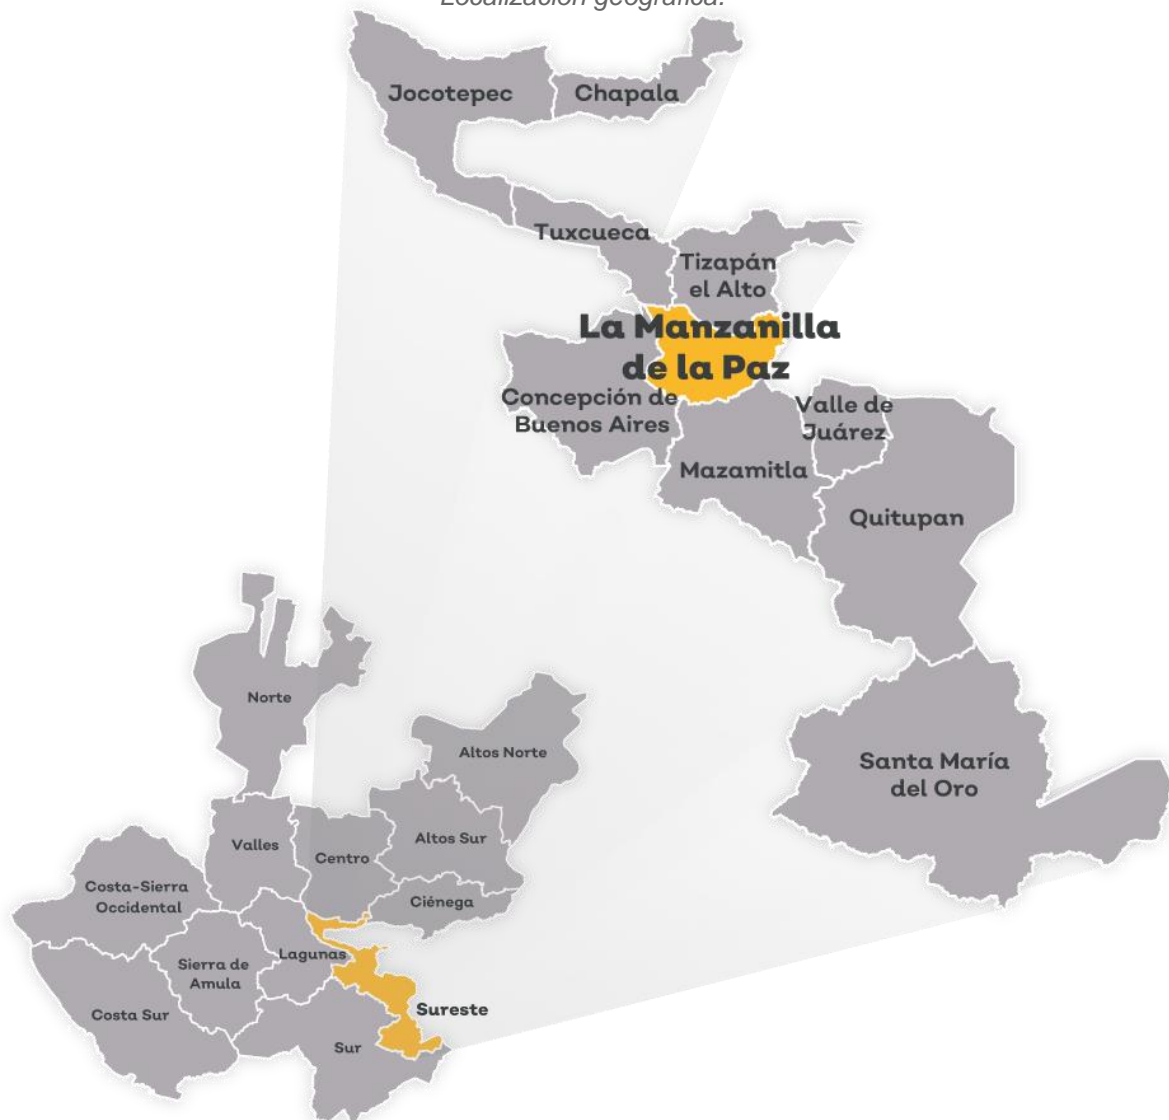 Localización geográfica.
Jocotepec
Chapala
Tuxcueca
Tizapán
el Alto
La Manzanilla
de la Paz
Concepción de
Buenos Aires
Valle de
Juárez
Mazamitla
Quitupan
Santa María
del Oro
Norte
Altos Norte
Altos Sur
Valles
Centro
Costa-Sierra
Occidental
Ciénega
Lagunas
Sierra de
Amula
Sureste
Costa Sur
Sur